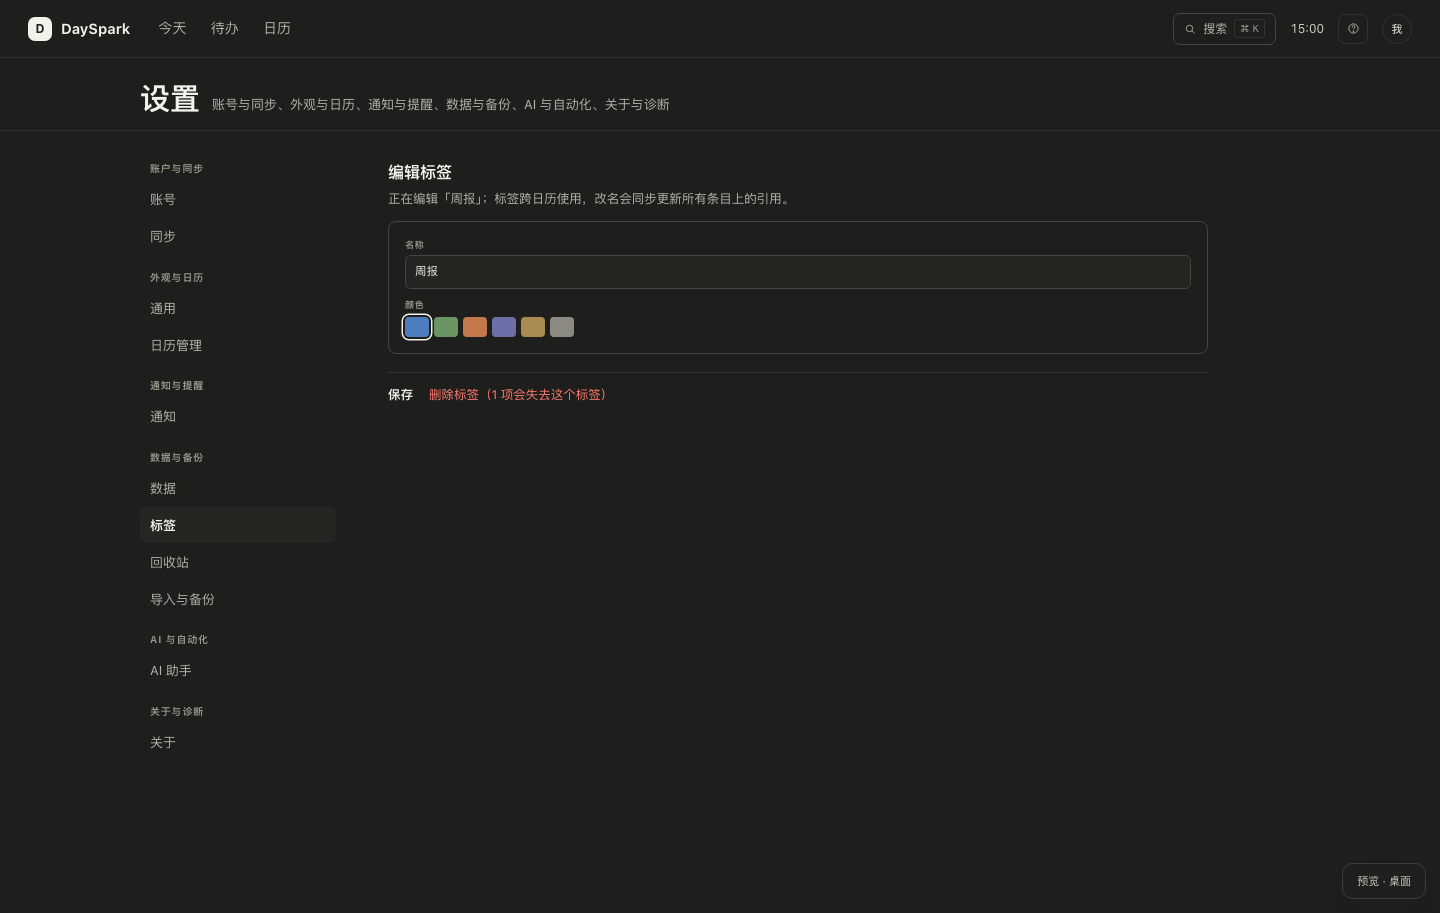 D DaySpark 今天 待办 日历 搜索 ⌘ K 15:00 我
设置 账号与同步、外观与日历、通知与提醒、数据与备份、AI 与自动化、关于与诊断
账户与同步
账号
同步
外观与日历
通用
日历管理
通知与提醒
通知
数据与备份
数据
标签
回收站
导入与备份
AI 与自动化
AI 助手
关于与诊断
关于
编辑标签
正在编辑「周报」；标签跨日历使用，改名会同步更新所有条目上的引用。
名称
周报
颜色
保存 删除标签（1 项会失去这个标签）
预览 · 桌面